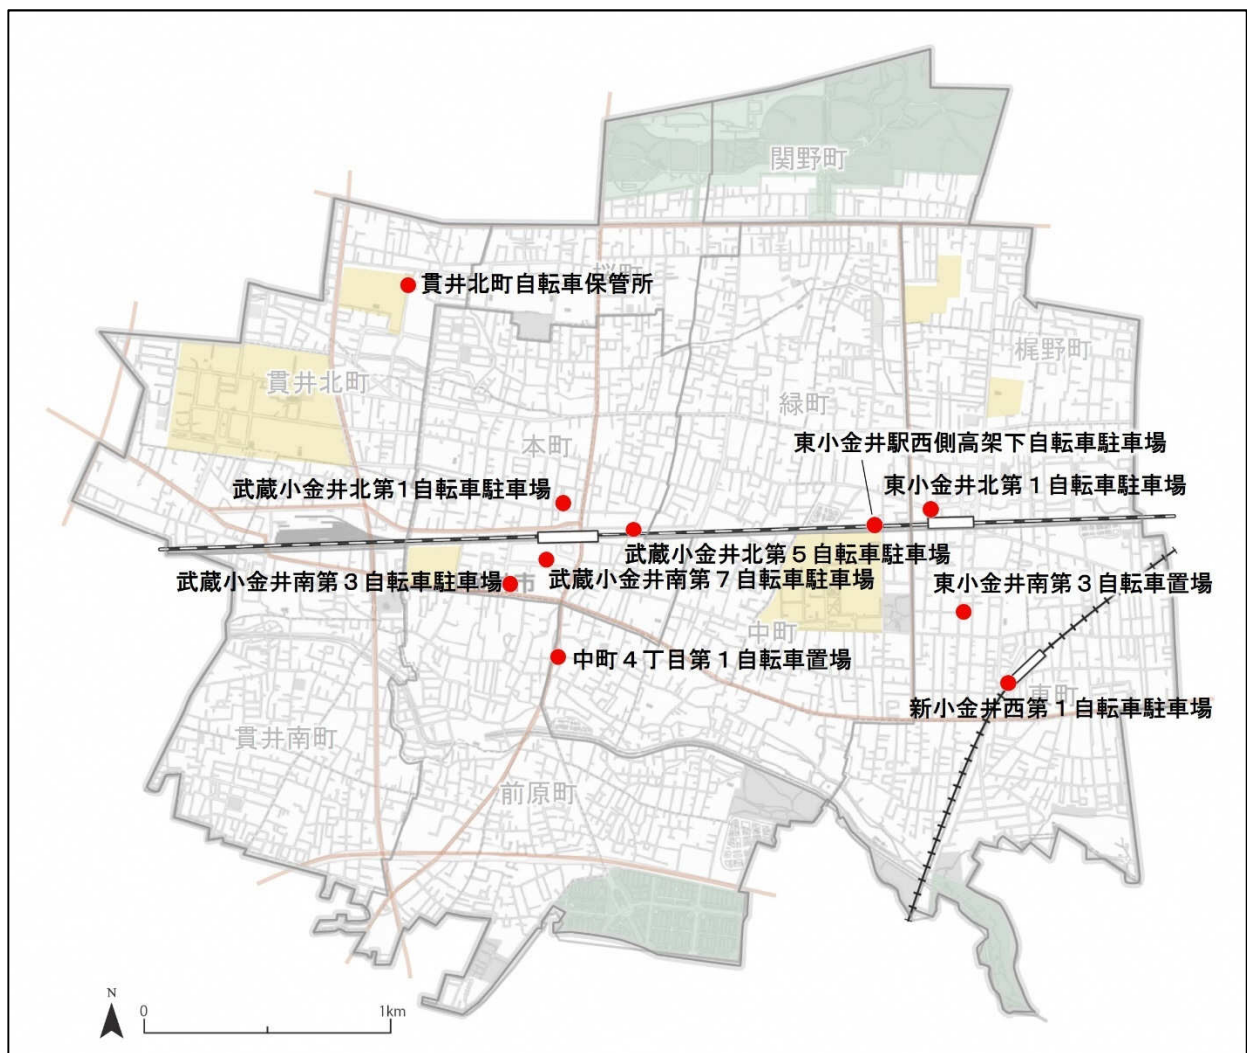 関野町
貫井北町自転車保管所
桜町
梶野町
貫井北町
緑町
本町
東小金井駅西側高架下自転車駐車場
武蔵小金井北第1自転車駐車場
東小金井北第１自転車駐車場
武蔵小金井北第５自転車駐車場
武蔵小金井南第３自転車駐車場
市
武蔵小金井南第７自転車駐車場
東小金井南第３自転車置場
中町
中町４丁目第１自転車置場
東町
新小金井西第１自転車駐車場
貫井南町
前原町
N
0
1km